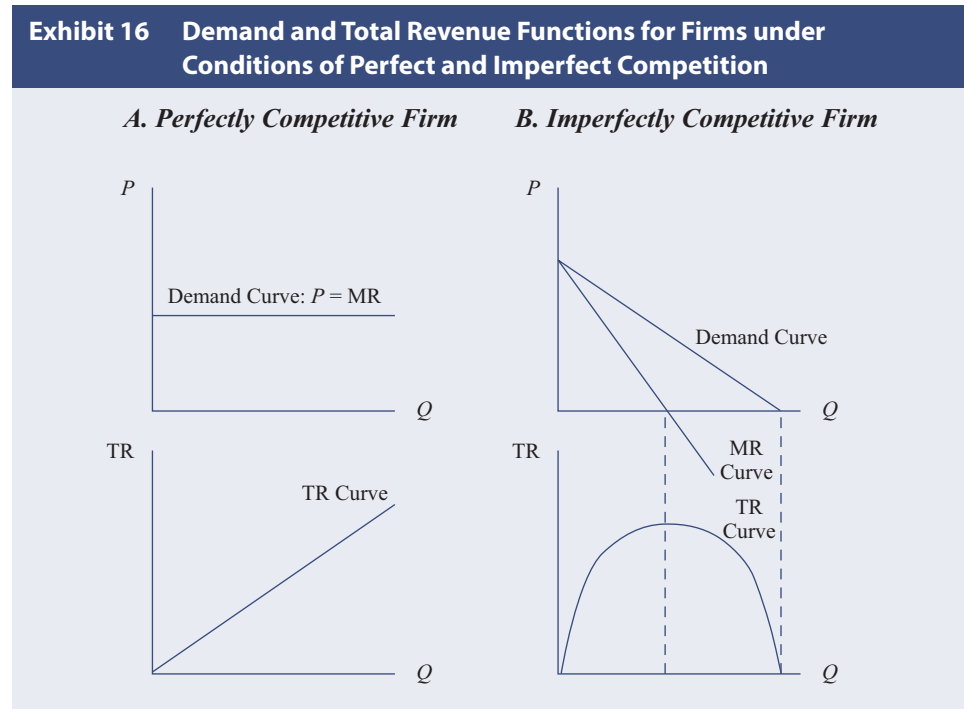 Exhibit 16 Demand and Total Revenue Functions for Firms under
Conditions of Perfect and Imperfect Competition
A. Perfectly Competitive Firm
P
Demand Curve: P = MR
Q
TR
TR Curve
Q
B. Imperfectly Competitive Firm
P
Demand Curve
Q
MR
Curve
TR
TR
Curve
Q